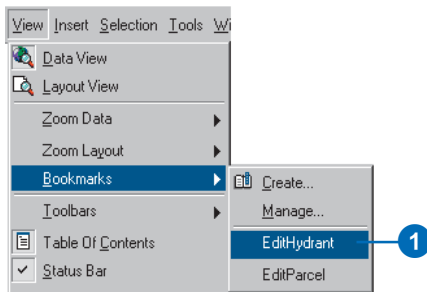 View Insert Selection Tools
Data View
Layout View
Zoom Data
Zoom Layout
Bookmarks
Create...
Manage...
Toolbars
Table Of Contents
EditHydrant
1
Status Bar
EditParcel